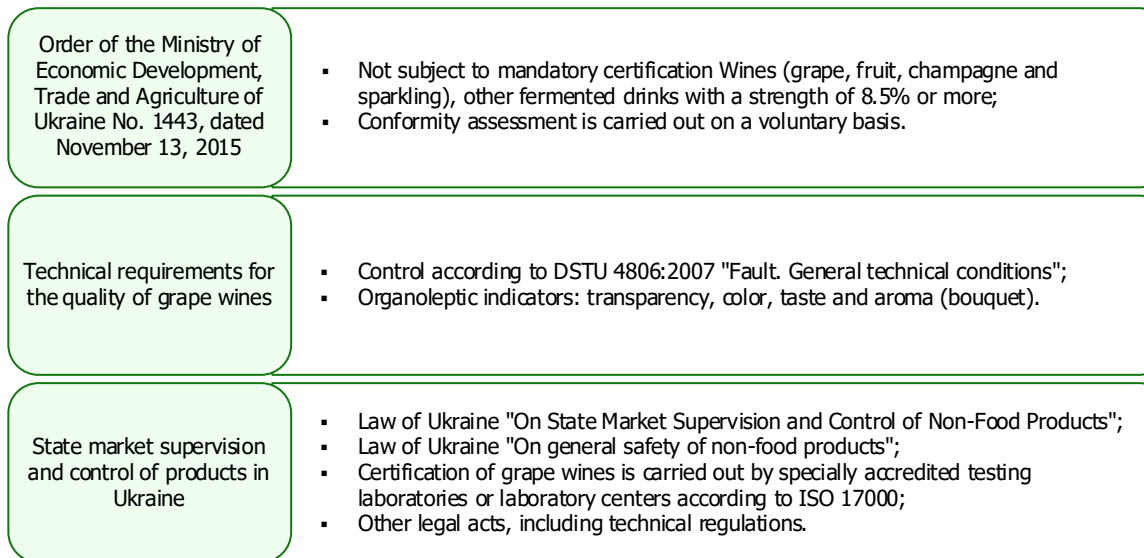 Order of the Ministry of
Economic Development,
Trade and Agriculture of
Ukraine No. 1443, dated
November 13, 2015
▪ Not subject to mandatory certification Wines (grape, fruit, champagne and
sparkling), other fermented drinks with a strength of 8.5% or more;
▪ Conformity assessment is carried out on a voluntary basis.
Technical requirements for
the quality of grape wines
▪ Control according to DSTU 4806:2007 "Fault. General technical conditions";
▪ Organoleptic indicators: transparency, color, taste and aroma (bouquet).
State market supervision
and control of products in
Ukraine
▪ Law of Ukraine "On State Market Supervision and Control of Non-Food Products";
▪ Law of Ukraine "On general safety of non-food products";
▪ Certification of grape wines is carried out by specially accredited testing
laboratories or laboratory centers according to ISO 17000;
▪ Other legal acts, including technical regulations.